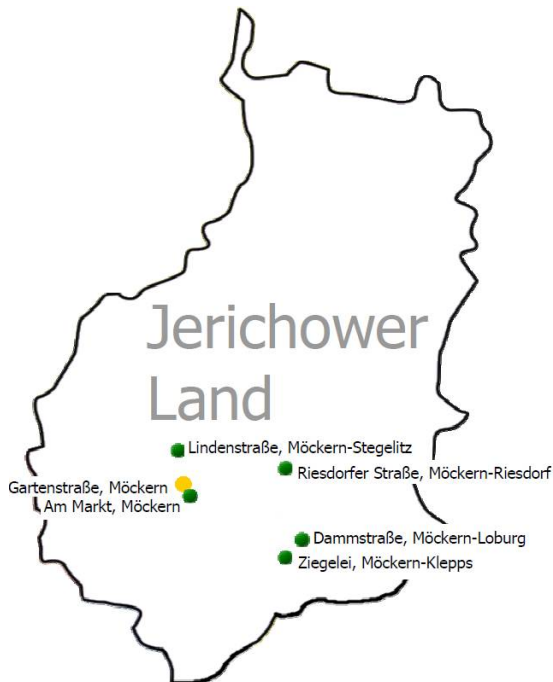 Jerichower
Land
Lindenstraße, Möckern-Stegelitz
Riesdorfer Straße, Möckern-Riesdorf
Gartenstraße, Möckern
Am Markt, Möckern
Dammstraße, Möckern-Loburg
Ziegelei, Möckern-Klepps